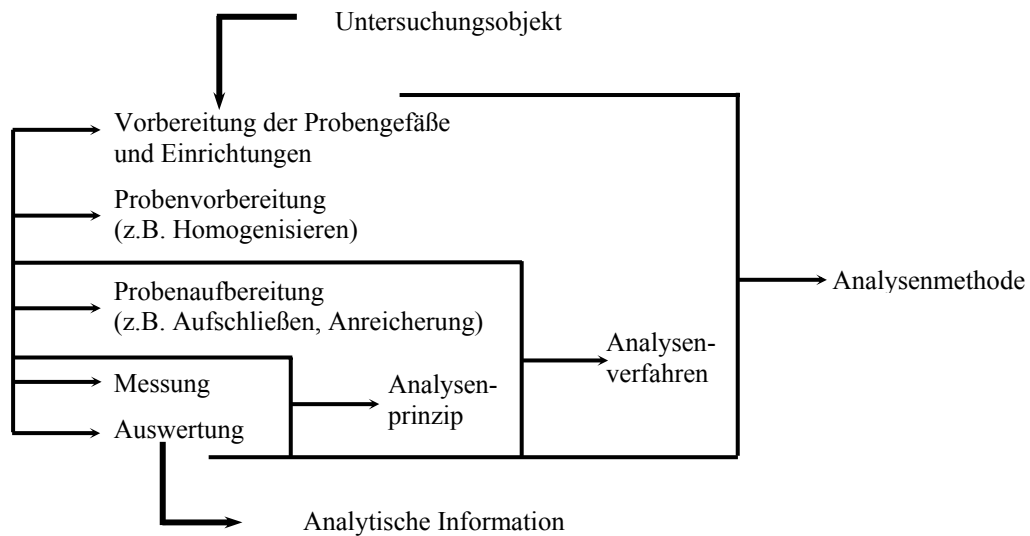 Untersuchungsobjekt
Vorbereitung der Probengefäße
und Einrichtungen
Probenvorbereitung
(z.B. Homogenisieren)
Probenaufbereitung
(z.B. Aufschließen, Anreicherung)
Messung
Auswertung
Analysen-
prinzip
Analysen-
verfahren
Analysenmethode
Analytische Information